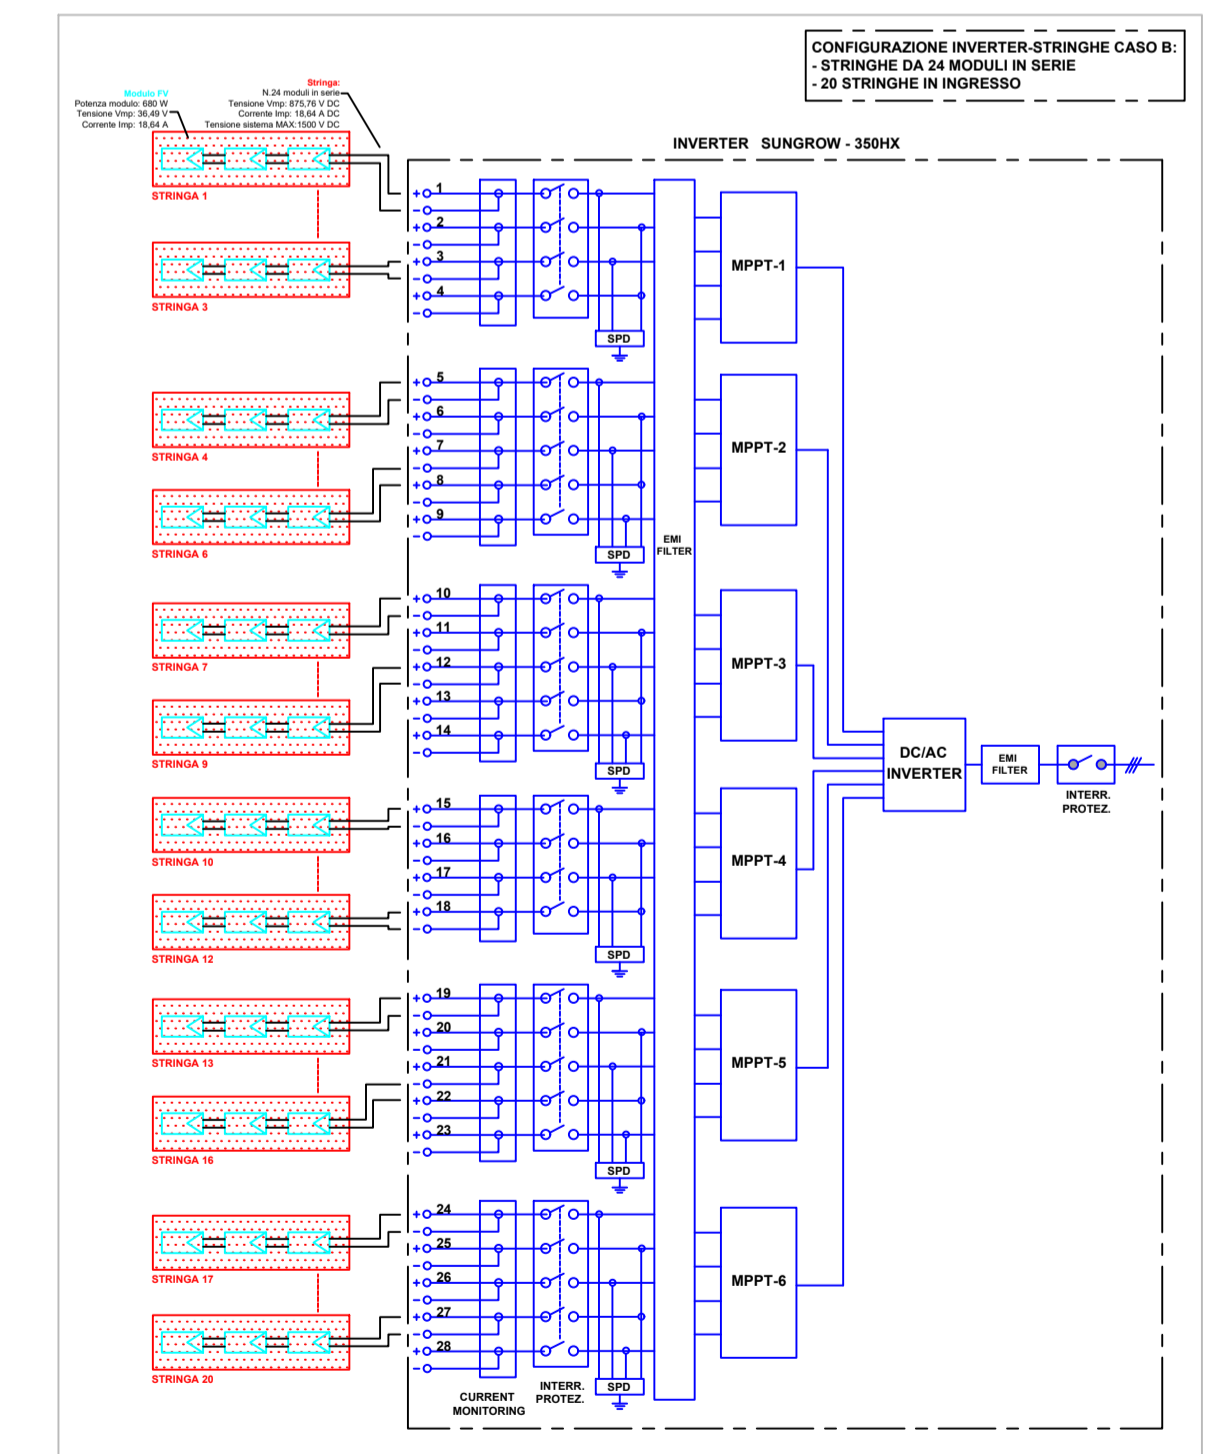 CONFIGURAZIONE INVERTER-STRINGHE CASO B:
- STRINGHE DA 24 MODULI IN SERIE
- 20 STRINGHE IN INGRESSO
Modulo FV
Potenza modulo: 680 W
Tensione Vmp: 36,49 V
Corrente Imp: 18,64 A
Stringa:
N.24 moduli in serie
Tensione Vmp: 875,76 V DC
Corrente Imp: 18,64 A DC
Tensione sistema MAX:1500 V DC
INVERTER SUNGROW - 350HX
STRINGA 1
STRINGA 3
+ 1
-
+ 2
-
+ 3
-
+ 4
-
SPD
MPPT-1
STRINGA 4
STRINGA 6
+ 5
-
+ 6
-
+ 7
-
+ 8
-
+ 9
-
SPD
MPPT-2
EMI
FILTER
STRINGA 7
STRINGA 9
+ 10
-
+ 11
-
+ 12
-
+ 13
-
+ 14
-
SPD
MPPT-3
DC/AC
INVERTER
EMI
FILTER
INTERR.
PROTEZ.
STRINGA 10
STRINGA 12
+ 15
-
+ 16
-
+ 17
-
+ 18
-
SPD
MPPT-4
STRINGA 13
STRINGA 16
+ 19
-
+ 20
-
+ 21
-
+ 22
-
+ 23
-
SPD
MPPT-5
STRINGA 17
STRINGA 20
+ 24
-
+ 25
-
+ 26
-
+ 27
-
+ 28
-
SPD
MPPT-6
CURRENT
MONITORING
INTERR.
PROTEZ.